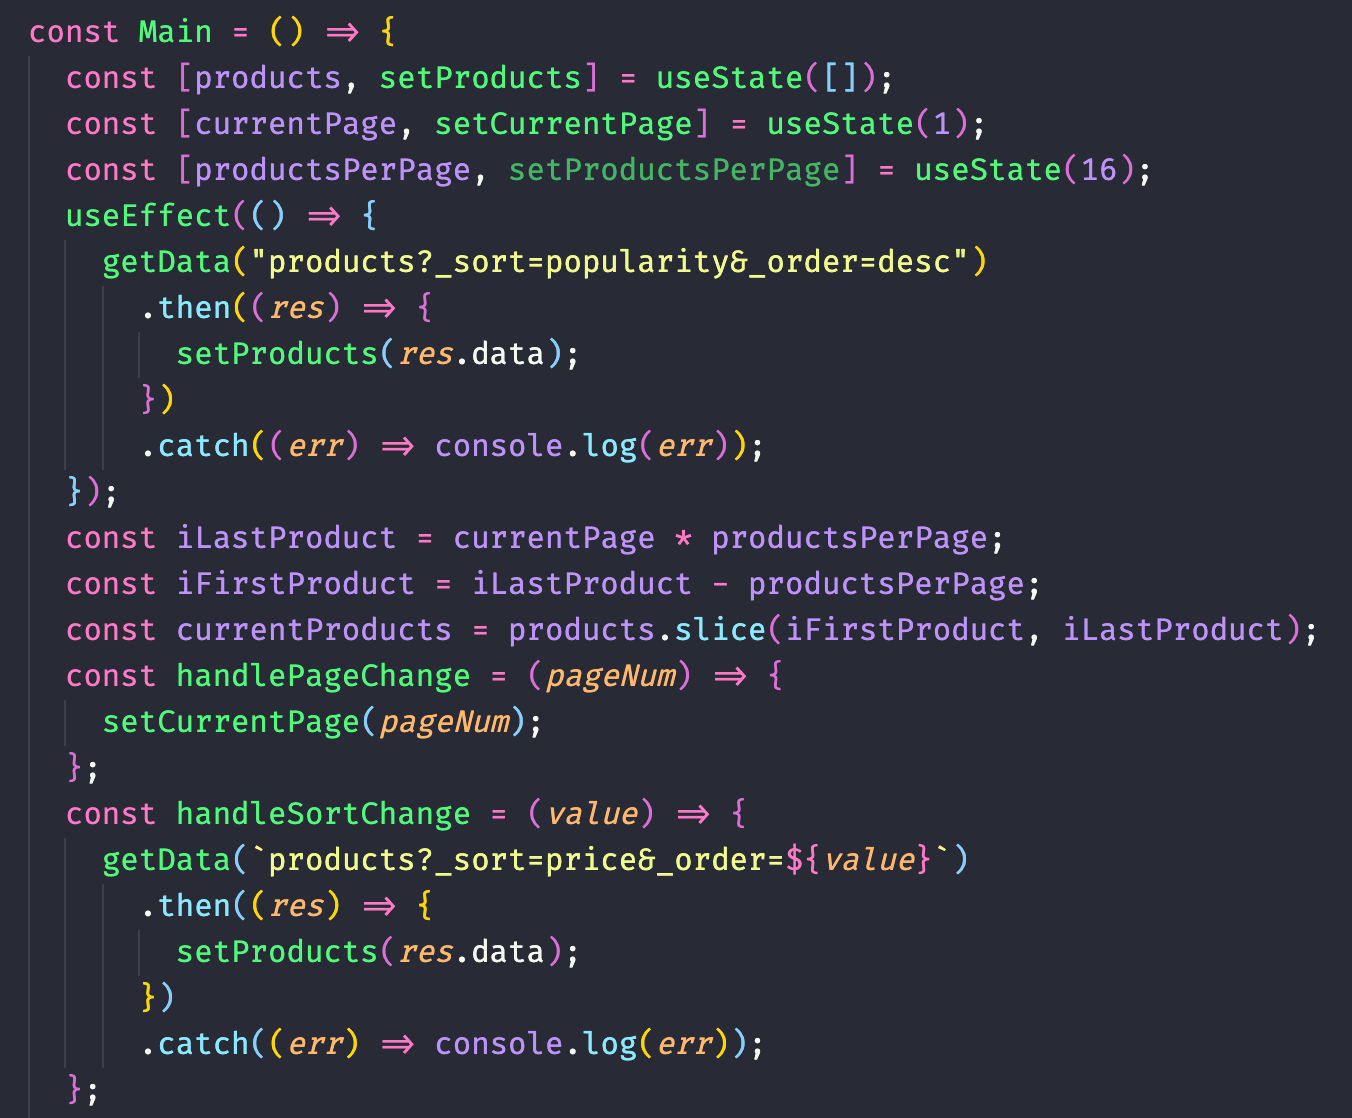 const Main = () => {
  const [products, setProducts] = useState([]);
  const [currentPage, setCurrentPage] = useState(1);
  const [productsPerPage, setProductsPerPage] = useState(16);
  useEffect(() => {
    getData("products?_sort=popularity&_order=desc")
      .then((res) => {
        setProducts(res.data);
      })
      .catch((err) => console.log(err));
  });
  const iLastProduct = currentPage * productsPerPage;
  const iFirstProduct = iLastProduct - productsPerPage;
  const currentProducts = products.slice(iFirstProduct, iLastProduct);
  const handlePageChange = (pageNum) => {
    setCurrentPage(pageNum);
  };
  const handleSortChange = (value) => {
    getData(`products?_sort=price&_order=${value}`)
      .then((res) => {
        setProducts(res.data);
      })
      .catch((err) => console.log(err));
  };